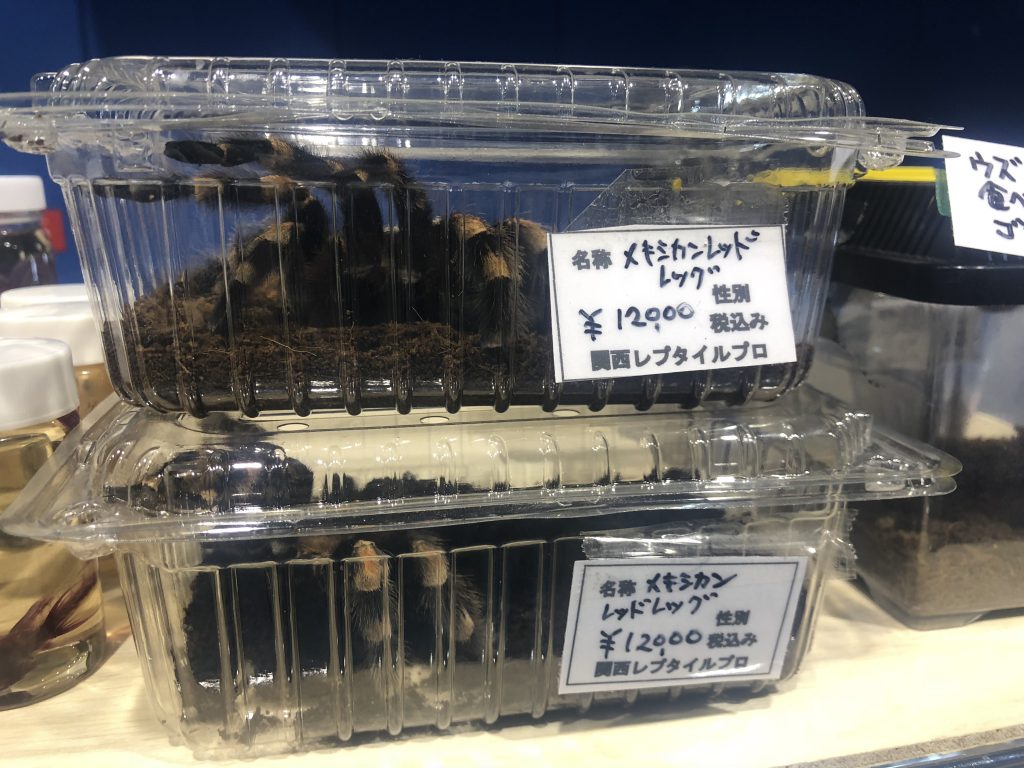 名称 メキシカンレッド
レッグ
性別
¥12,000 税込み
関西レプタイルプロ
名称 メキシカン
レッドレッグ
性別
¥12,000 税込み
関西レプタイルプロ
ウズ